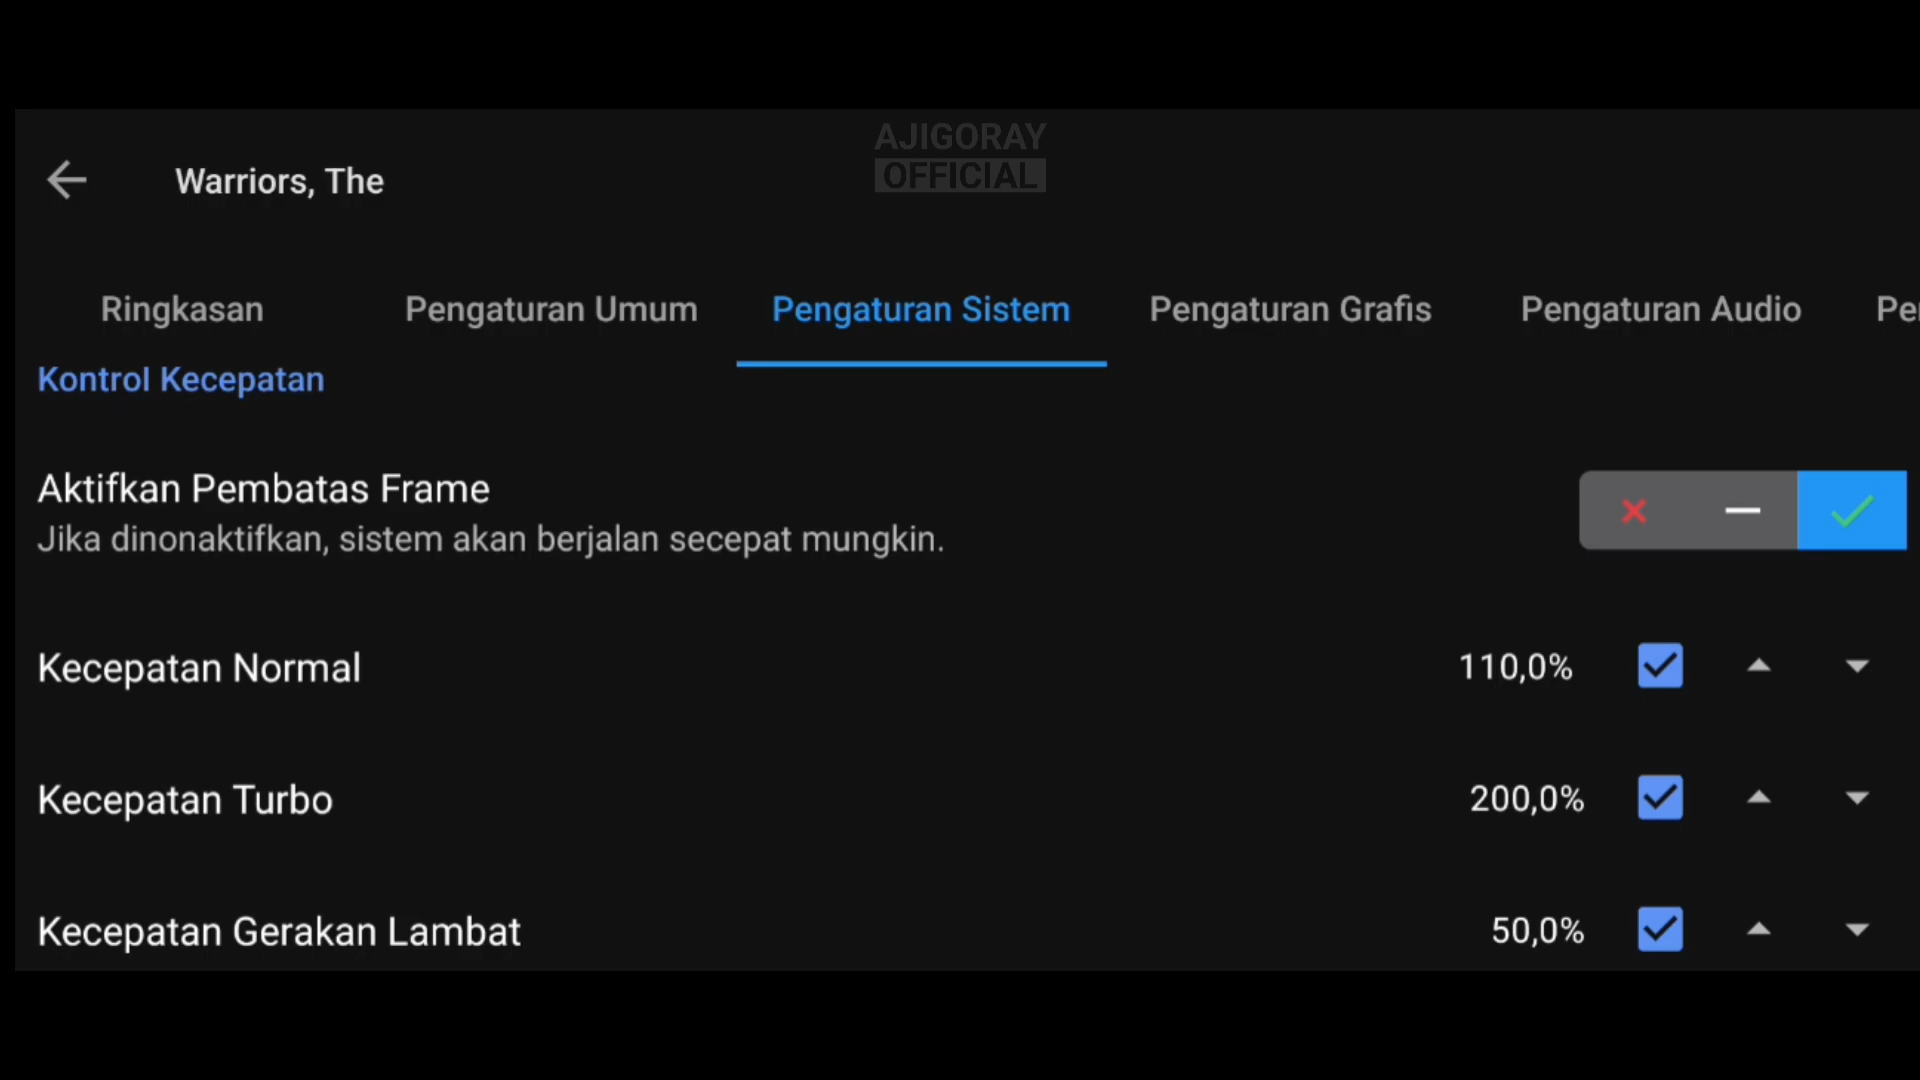 AJIGORAY
OFFICIAL
Warriors, The
Ringkasan
Pengaturan Umum
Pengaturan Sistem
Pengaturan Grafis
Pengaturan Audio
Kontrol Kecepatan
Aktifkan Pembatas Frame
Jika dinonaktifkan, sistem akan berjalan secepat mungkin.
Kecepatan Normal 110,0%
Kecepatan Turbo 200,0%
Kecepatan Gerakan Lambat 50,0%